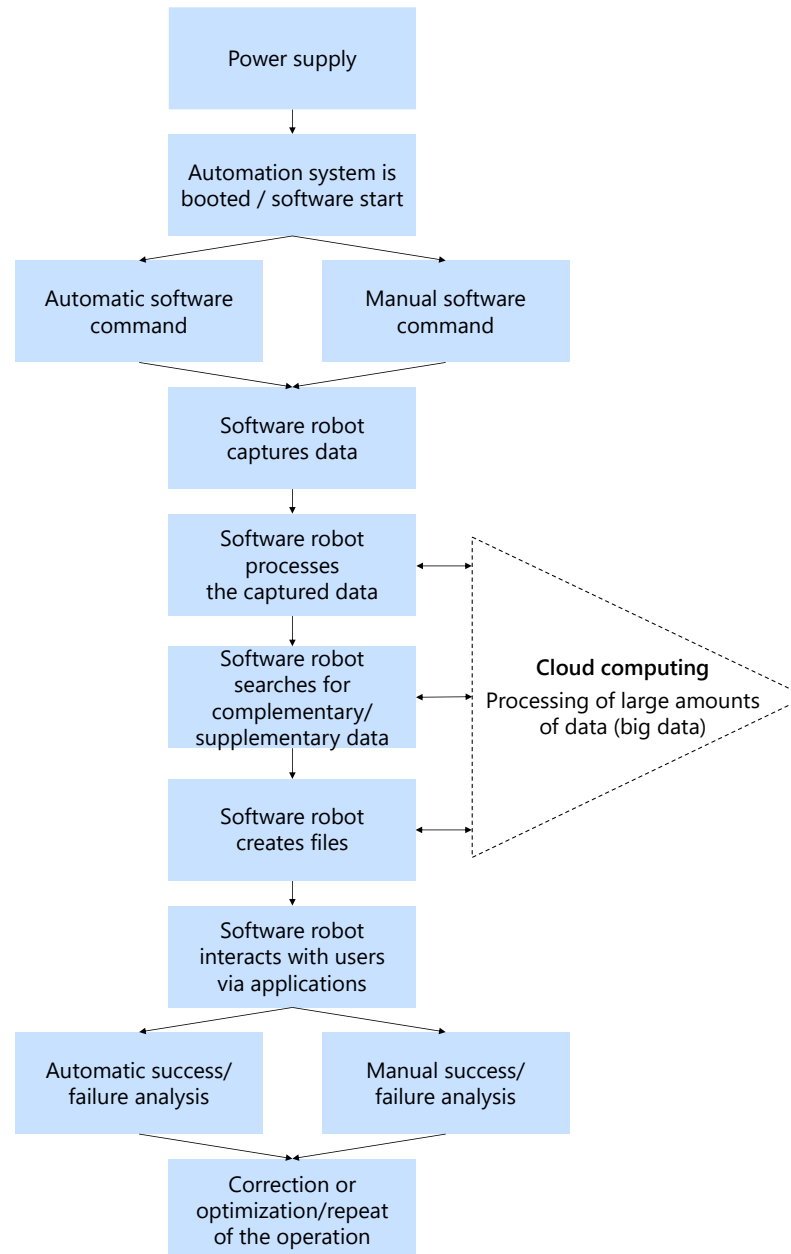 Power supply
Automation system is
booted / software start
Automatic software
command
Manual software
command
Software robot
captures data
Software robot
processes
the captured data
Software robot
searches for
complementary/
supplementary data
Cloud computing
Processing of large amounts
of data (big data)
Software robot
creates files
Software robot
interacts with users
via applications
Automatic success/
failure analysis
Manual success/
failure analysis
Correction or
optimization/repeat
of the operation